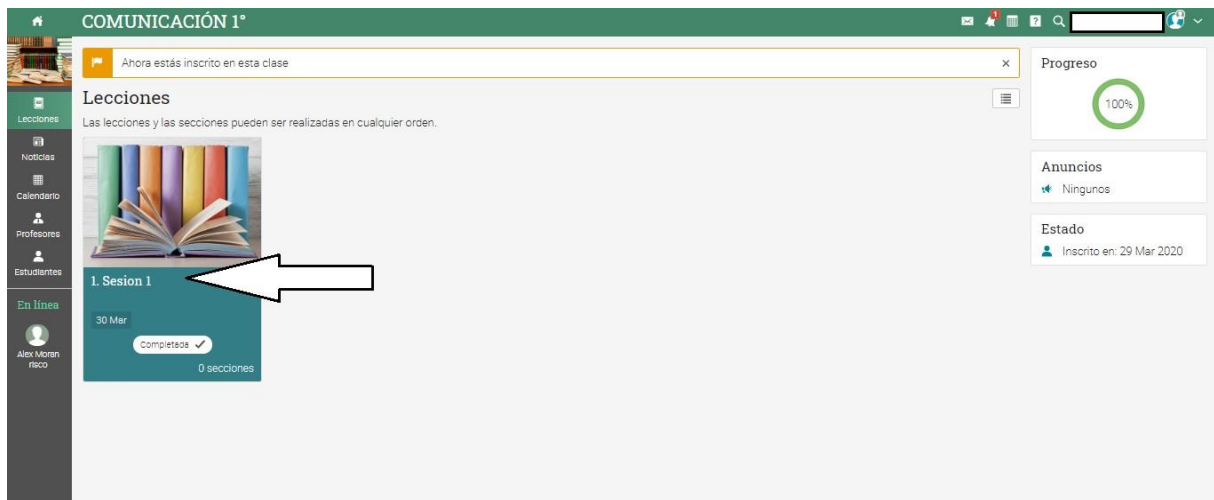 COMUNICACIÓN 1°
1
?
1
Ahora estás inscrito en esta clase
×
Lecciones
Las lecciones y las secciones pueden ser realizadas en cualquier orden.
1. Sesion 1
30 Mar
Completada ✓
0 secciones
Lecciones
Noticias
Calendario
Profesores
Estudiantes
En línea
Alex Moran
risco
Progreso
100%
Anuncios
Ningunos
Estado
Inscrito en: 29 Mar 2020